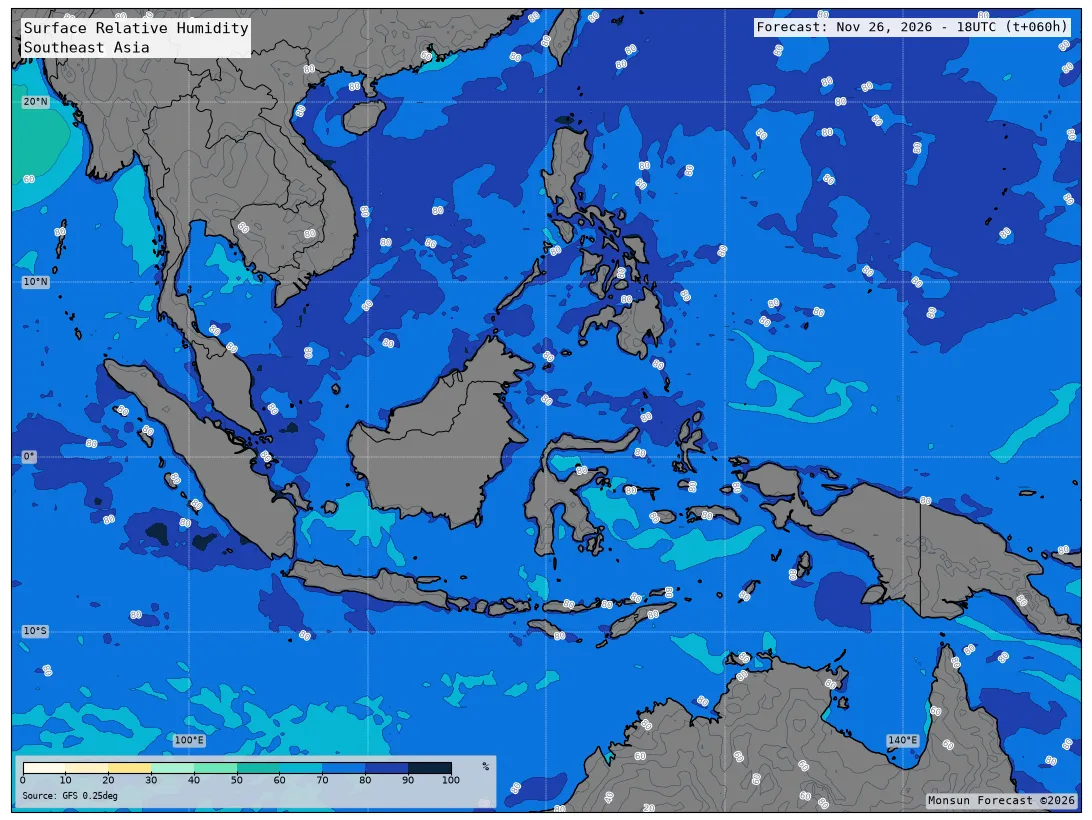 Surface Relative Humidity
Southeast Asia
Forecast: Nov 26, 2026 - 18UTC (t+060h)
20°N
10°N
0°
10°S
100°E
140°E
%
0 10 20 30 40 50 60 70 80 90 100
Source: GFS 0.25deg
Monsun Forecast ©2026